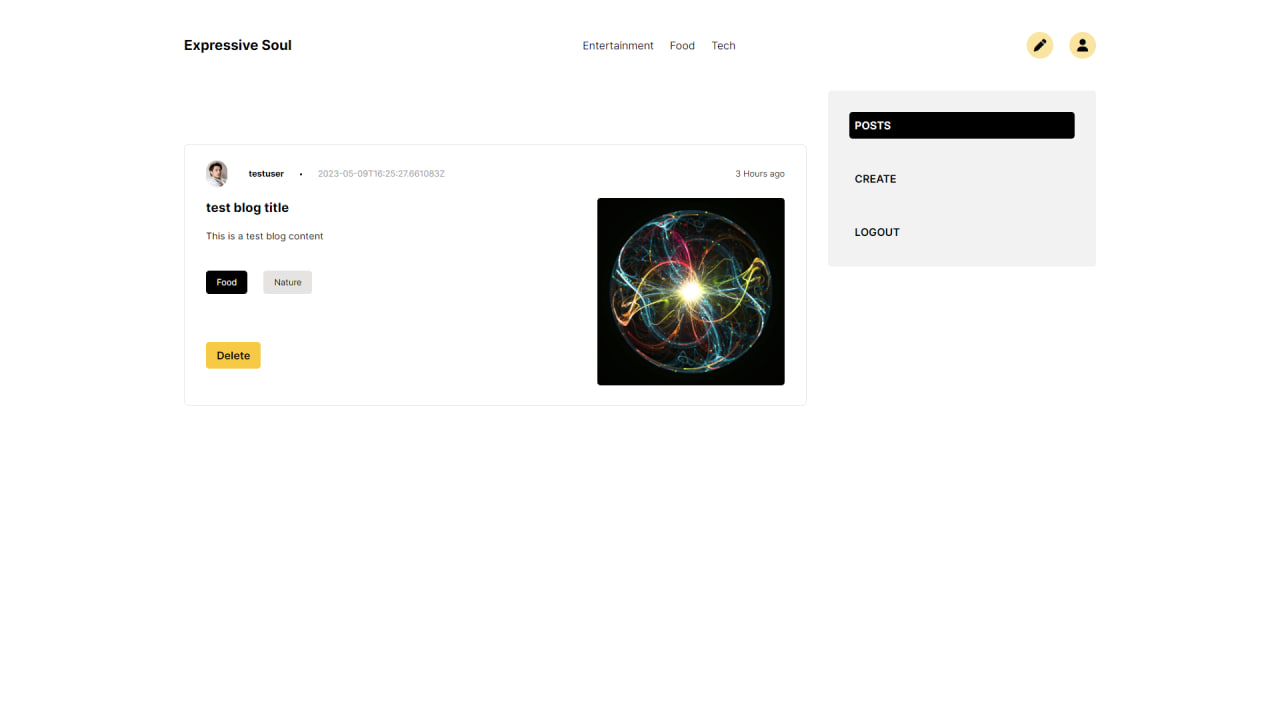 Expressive Soul
Entertainment Food Tech
testuser • 2023-05-09T16:25:27.661083Z 3 Hours ago
test blog title
This is a test blog content
Food Nature
Delete
POSTS
CREATE
LOGOUT